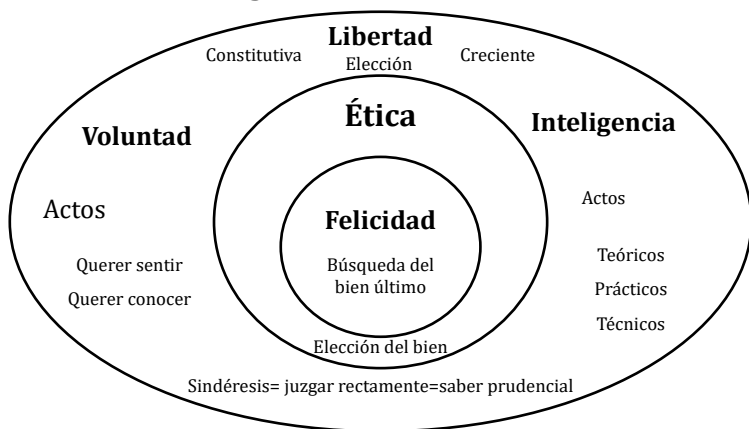 Libertad
Constitutiva
Elección
Creciente
Ética
Voluntad
Inteligencia
Actos
Querer sentir
Querer conocer
Felicidad
Búsqueda del
bien último
Actos
Teóricos
Prácticos
Técnicos
Elección del bien
Sindéresis= juzgar rectamente=saber prudencial